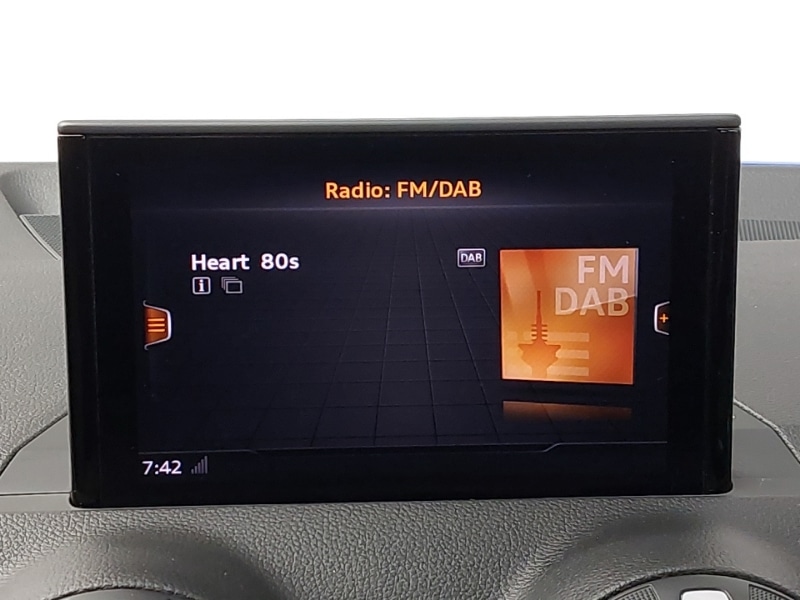 Radio: FM/DAB
Heart 80s
DAB
FM
DAB
7:42